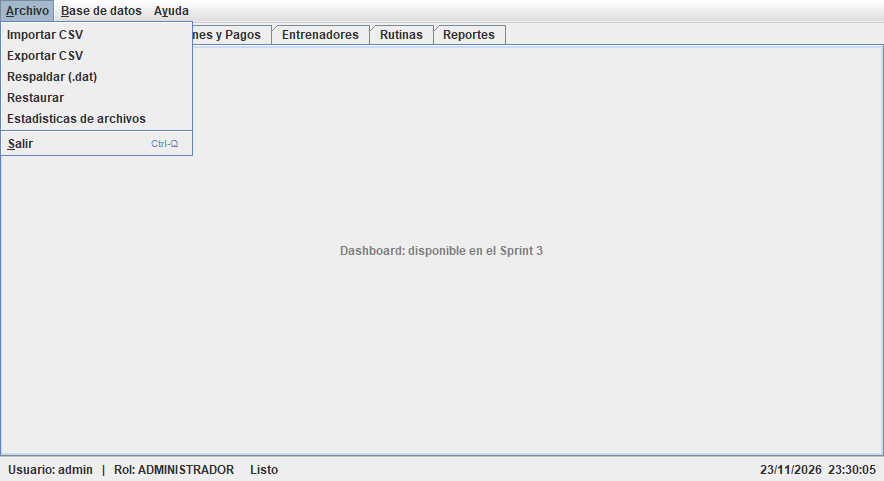 Archivo Base de datos Ayuda
nes y Pagos Entrenadores Rutinas Reportes
Importar CSV
Exportar CSV
Respaldar (.dat)
Restaurar
Estadísticas de archivos
Salir Ctrl-Q
Dashboard: disponible en el Sprint 3
Usuario: admin | Rol: ADMINISTRADOR Listo 23/11/2026 23:30:05